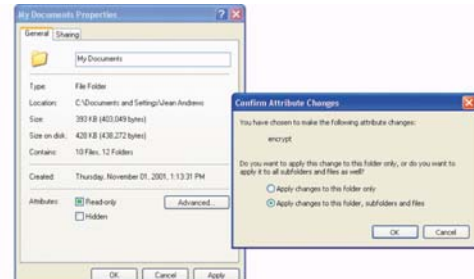 My Documents Properties
General Sharing
My Documents
Type: File Folder
Location: C:\Documents and Settings\Jean Andrews
Size: 393 KB (403,049 bytes)
Size on disk: 428 KB (438,272 bytes)
Contains: 10 Files, 12 Folders
Created: Thursday, November 01, 2001, 1:13:31 PM
Attributes: Read-only Advanced...
Hidden
OK Cancel Apply
Confirm Attribute Changes
You have chosen to make the following attribute changes:
encrypt
Do you want to apply this change to this folder only, or do you want to
apply it to all subfolders and files as well?
Apply changes to this folder only
Apply changes to this folder, subfolders and files
OK Cancel